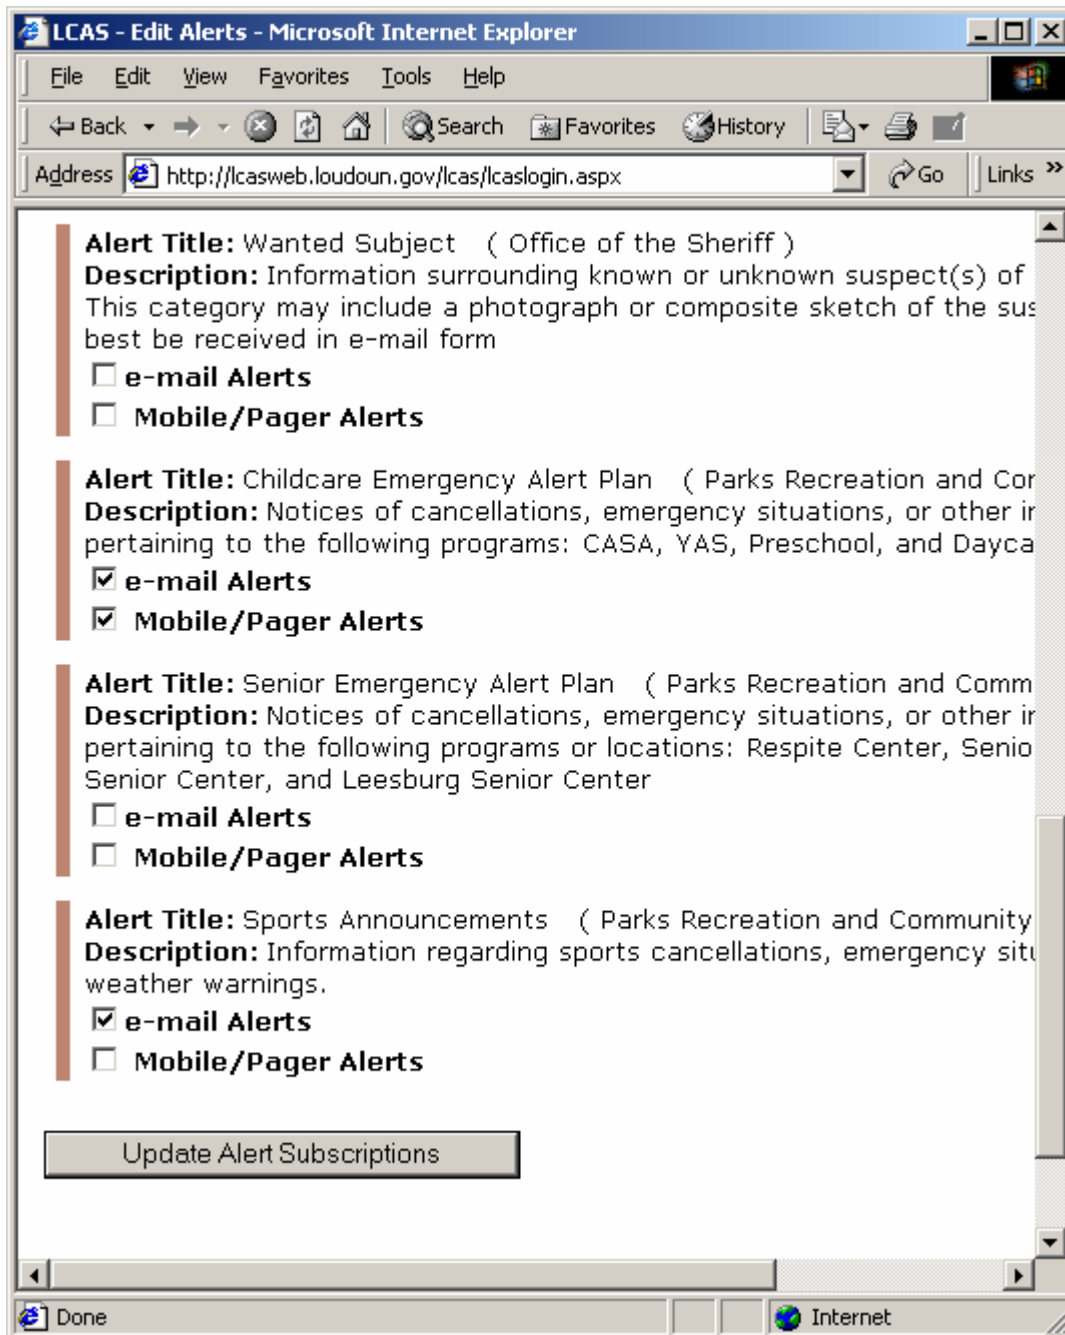 LCAS - Edit Alerts - Microsoft Internet Explorer
File Edit View Favorites Tools Help
Back Search Favorites History
Address http://lcasweb.loudoun.gov/lcas/lcaslogin.aspx Go Links »
Alert Title: Wanted Subject ( Office of the Sheriff )
Description: Information surrounding known or unknown suspect(s) of
This category may include a photograph or composite sketch of the sus
best be received in e-mail form
e-mail Alerts
Mobile/Pager Alerts
Alert Title: Childcare Emergency Alert Plan ( Parks Recreation and Con
Description: Notices of cancellations, emergency situations, or other in
pertaining to the following programs: CASA, YAS, Preschool, and Dayca
e-mail Alerts
Mobile/Pager Alerts
Alert Title: Senior Emergency Alert Plan ( Parks Recreation and Comm
Description: Notices of cancellations, emergency situations, or other in
pertaining to the following programs or locations: Respite Center, Senio
Senior Center, and Leesburg Senior Center
e-mail Alerts
Mobile/Pager Alerts
Alert Title: Sports Announcements ( Parks Recreation and Community
Description: Information regarding sports cancellations, emergency situ
weather warnings.
e-mail Alerts
Mobile/Pager Alerts
Update Alert Subscriptions
Done Internet